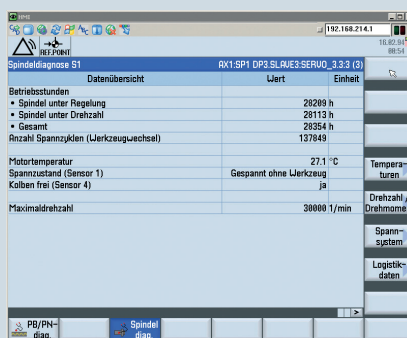 HMI
192.168.214.1
REF.POINT
08:54
Spindeldiagnose S1 AX1:SP1 DP3.SLAVE3:SERVO_3.3:3 (3)
Datenübersicht Wert Einheit
Betriebsstunden
• Spindel unter Regelung 28209 h
• Spindel unter Drehzahl 28113 h
• Gesamt 28354 h
Anzahl Spannzyklen (Werkzeugwechsel) 137849
Motortemperatur 27.1 °C
Spannzustand (Sensor 1) Gespannt ohne Werkzeug
Kolben frei (Sensor 4) ja
Maximaldrehzahl 30000 1/min
Tempera-
turen
Drehzahl /
Drehmome
Spann-
system
Logistik-
daten
PB/PN-
diag.
Spindel
diag.